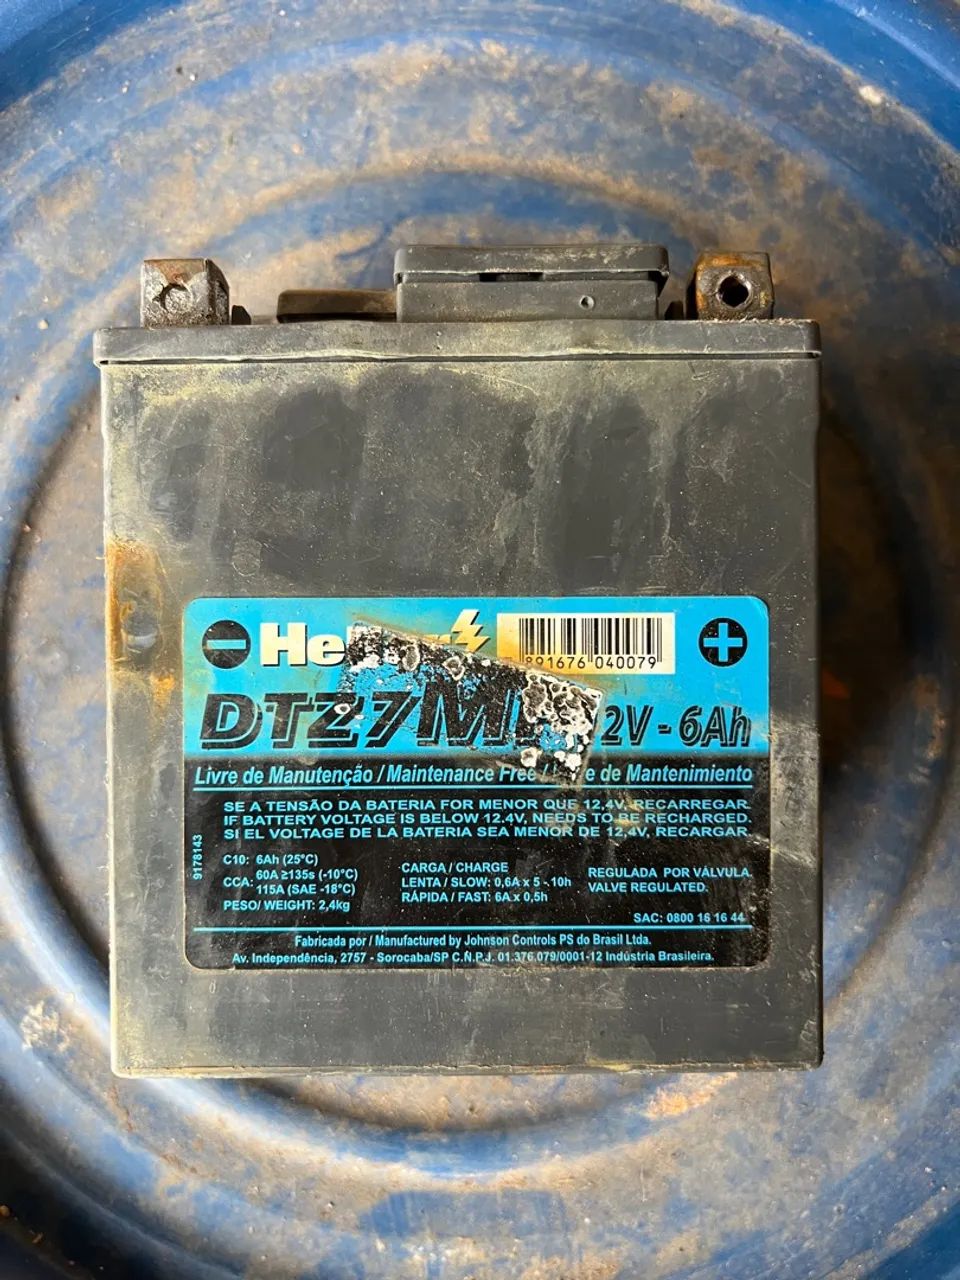 DTZ7M
2V - 6Ah
891676 040079
Livre de Manutenção / Maintenance Free / de Mantenimiento
SE A TENSÃO DA BATERIA FOR MENOR QUE 12,4V, RECARREGAR.
IF BATTERY VOLTAGE IS BELOW 12.4V, NEEDS TO BE RECHARGED.
SI EL VOLTAGE DE LA BATERIA SEA MENOR DE 12,4V, RECARGAR.
9178143
C10: 6Ah (25°C)
CCA: 60A ≥135s (-10°C)
115A (SAE -18°C)
PESO/ WEIGHT: 2,4kg
CARGA / CHARGE
LENTA / SLOW: 0,6A x 5 - 10h
RÁPIDA / FAST: 6A x 0,5h
REGULADA POR VÁLVULA
VALVE REGULATED.
SAC: 0800 16 16 44
Fabricada por / Manufactured by Johnson Controls PS do Brasil Ltda.
Av. Independência, 2757 - Sorocaba/SP C.N.P.J. 01.376.079/0001-12 Indústria Brasileira.